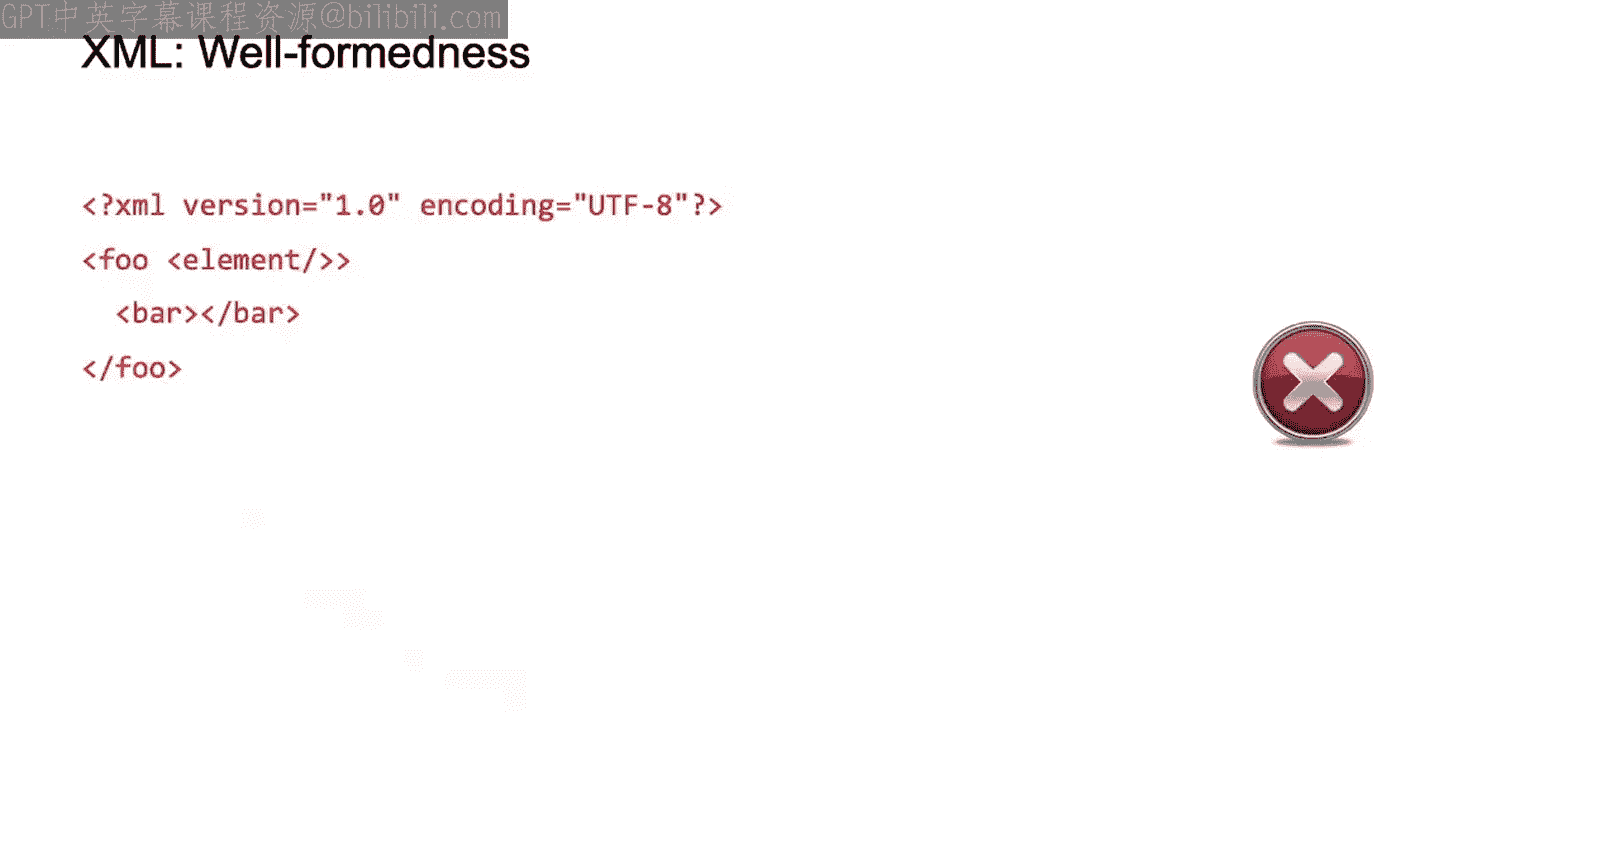 GPT中英字幕课程资源@bilibili.com
XML: Well-formedness
<?xml version="1.0" encoding="UTF-8"?>
<foo <element/>>
  <bar></bar>
</foo>